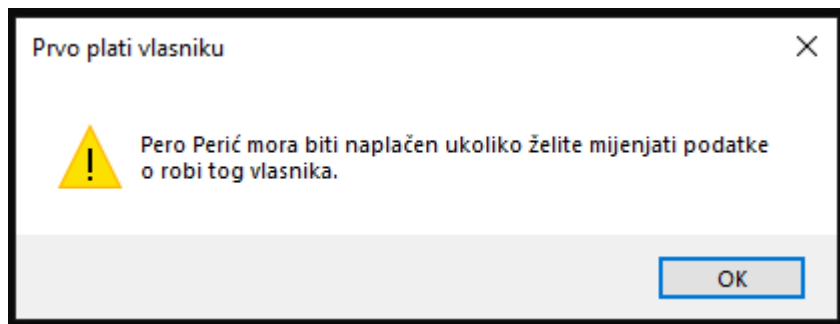 Prvo plati vlasniku
Pero Perić mora biti naplačen ukoliko želite mijenjati podatke
o robi tog vlasnika.
OK